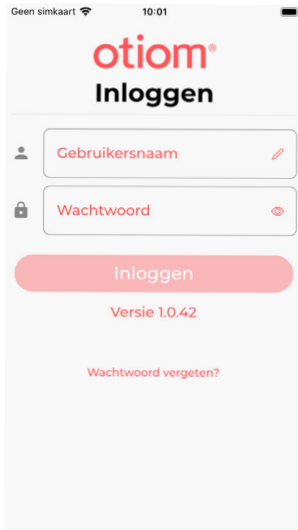 Geen simkaart 10:01
otiom®
Inloggen
Gebruikersnaam
Wachtwoord
Inloggen
Versie 1.0.42
Wachtwoord vergeten?